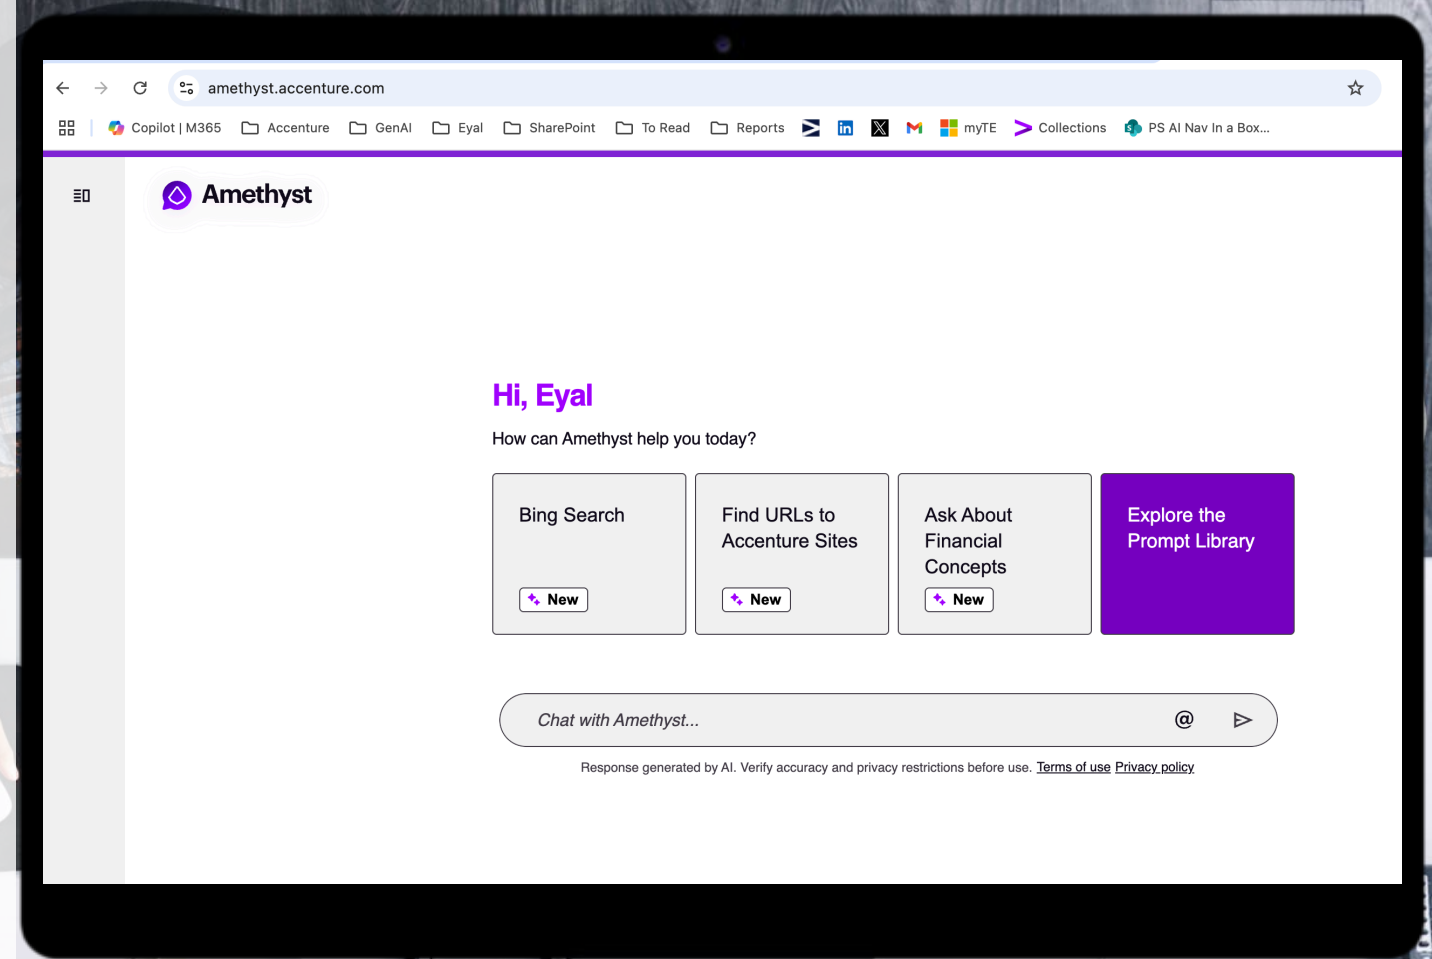 amethyst.accenture.com
Copilot | M365 Accenture GenAI Eyal SharePoint To Read Reports in X M myTE Collections PS AI Nav In a Box...
Amethyst
Hi, Eyal
How can Amethyst help you today?
Bing Search
New
Find URLs to
Accenture Sites
New
Ask About
Financial
Concepts
New
Explore the
Prompt Library
Chat with Amethyst... @
Response generated by AI. Verify accuracy and privacy restrictions before use. Terms of use Privacy policy